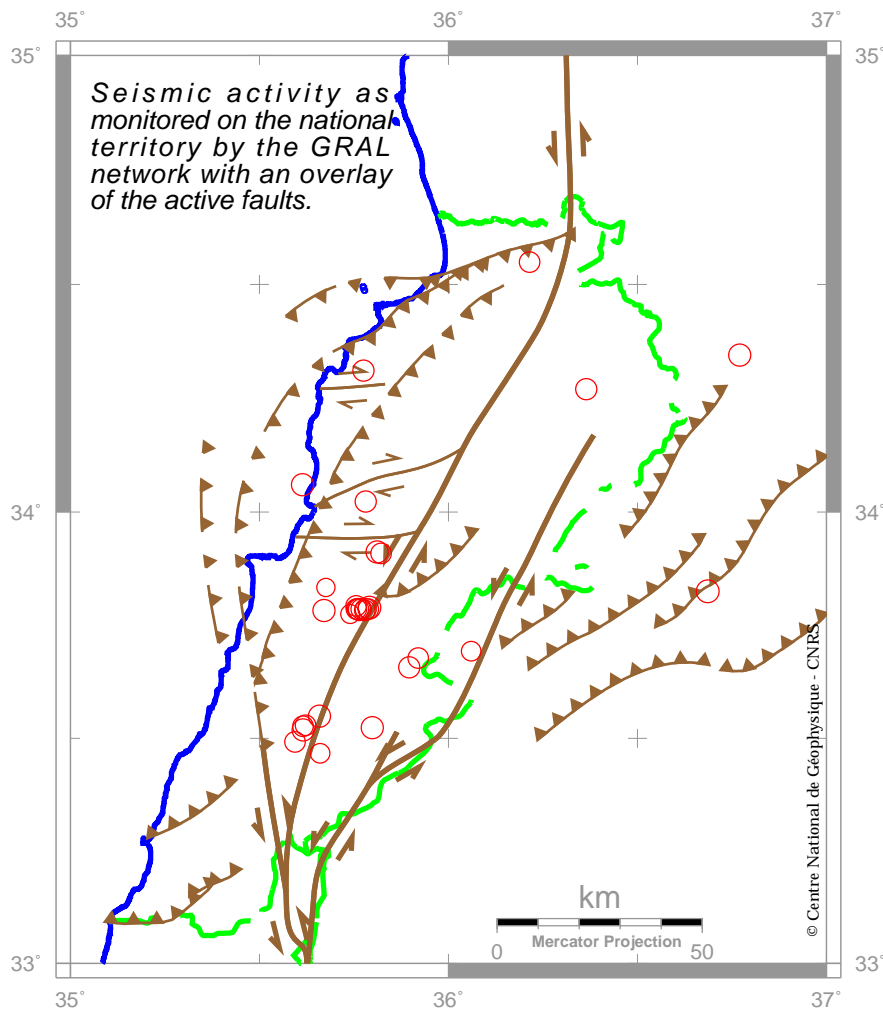 35° 36° 37°
35° 35°
Seismic activity as
monitored on the national
territory by the GRAL
network with an overlay
of the active faults.
34° 34°
© Centre National de Géophysique - CNRS
km
Mercator Projection
0 50
33° 33°
35° 36° 37°